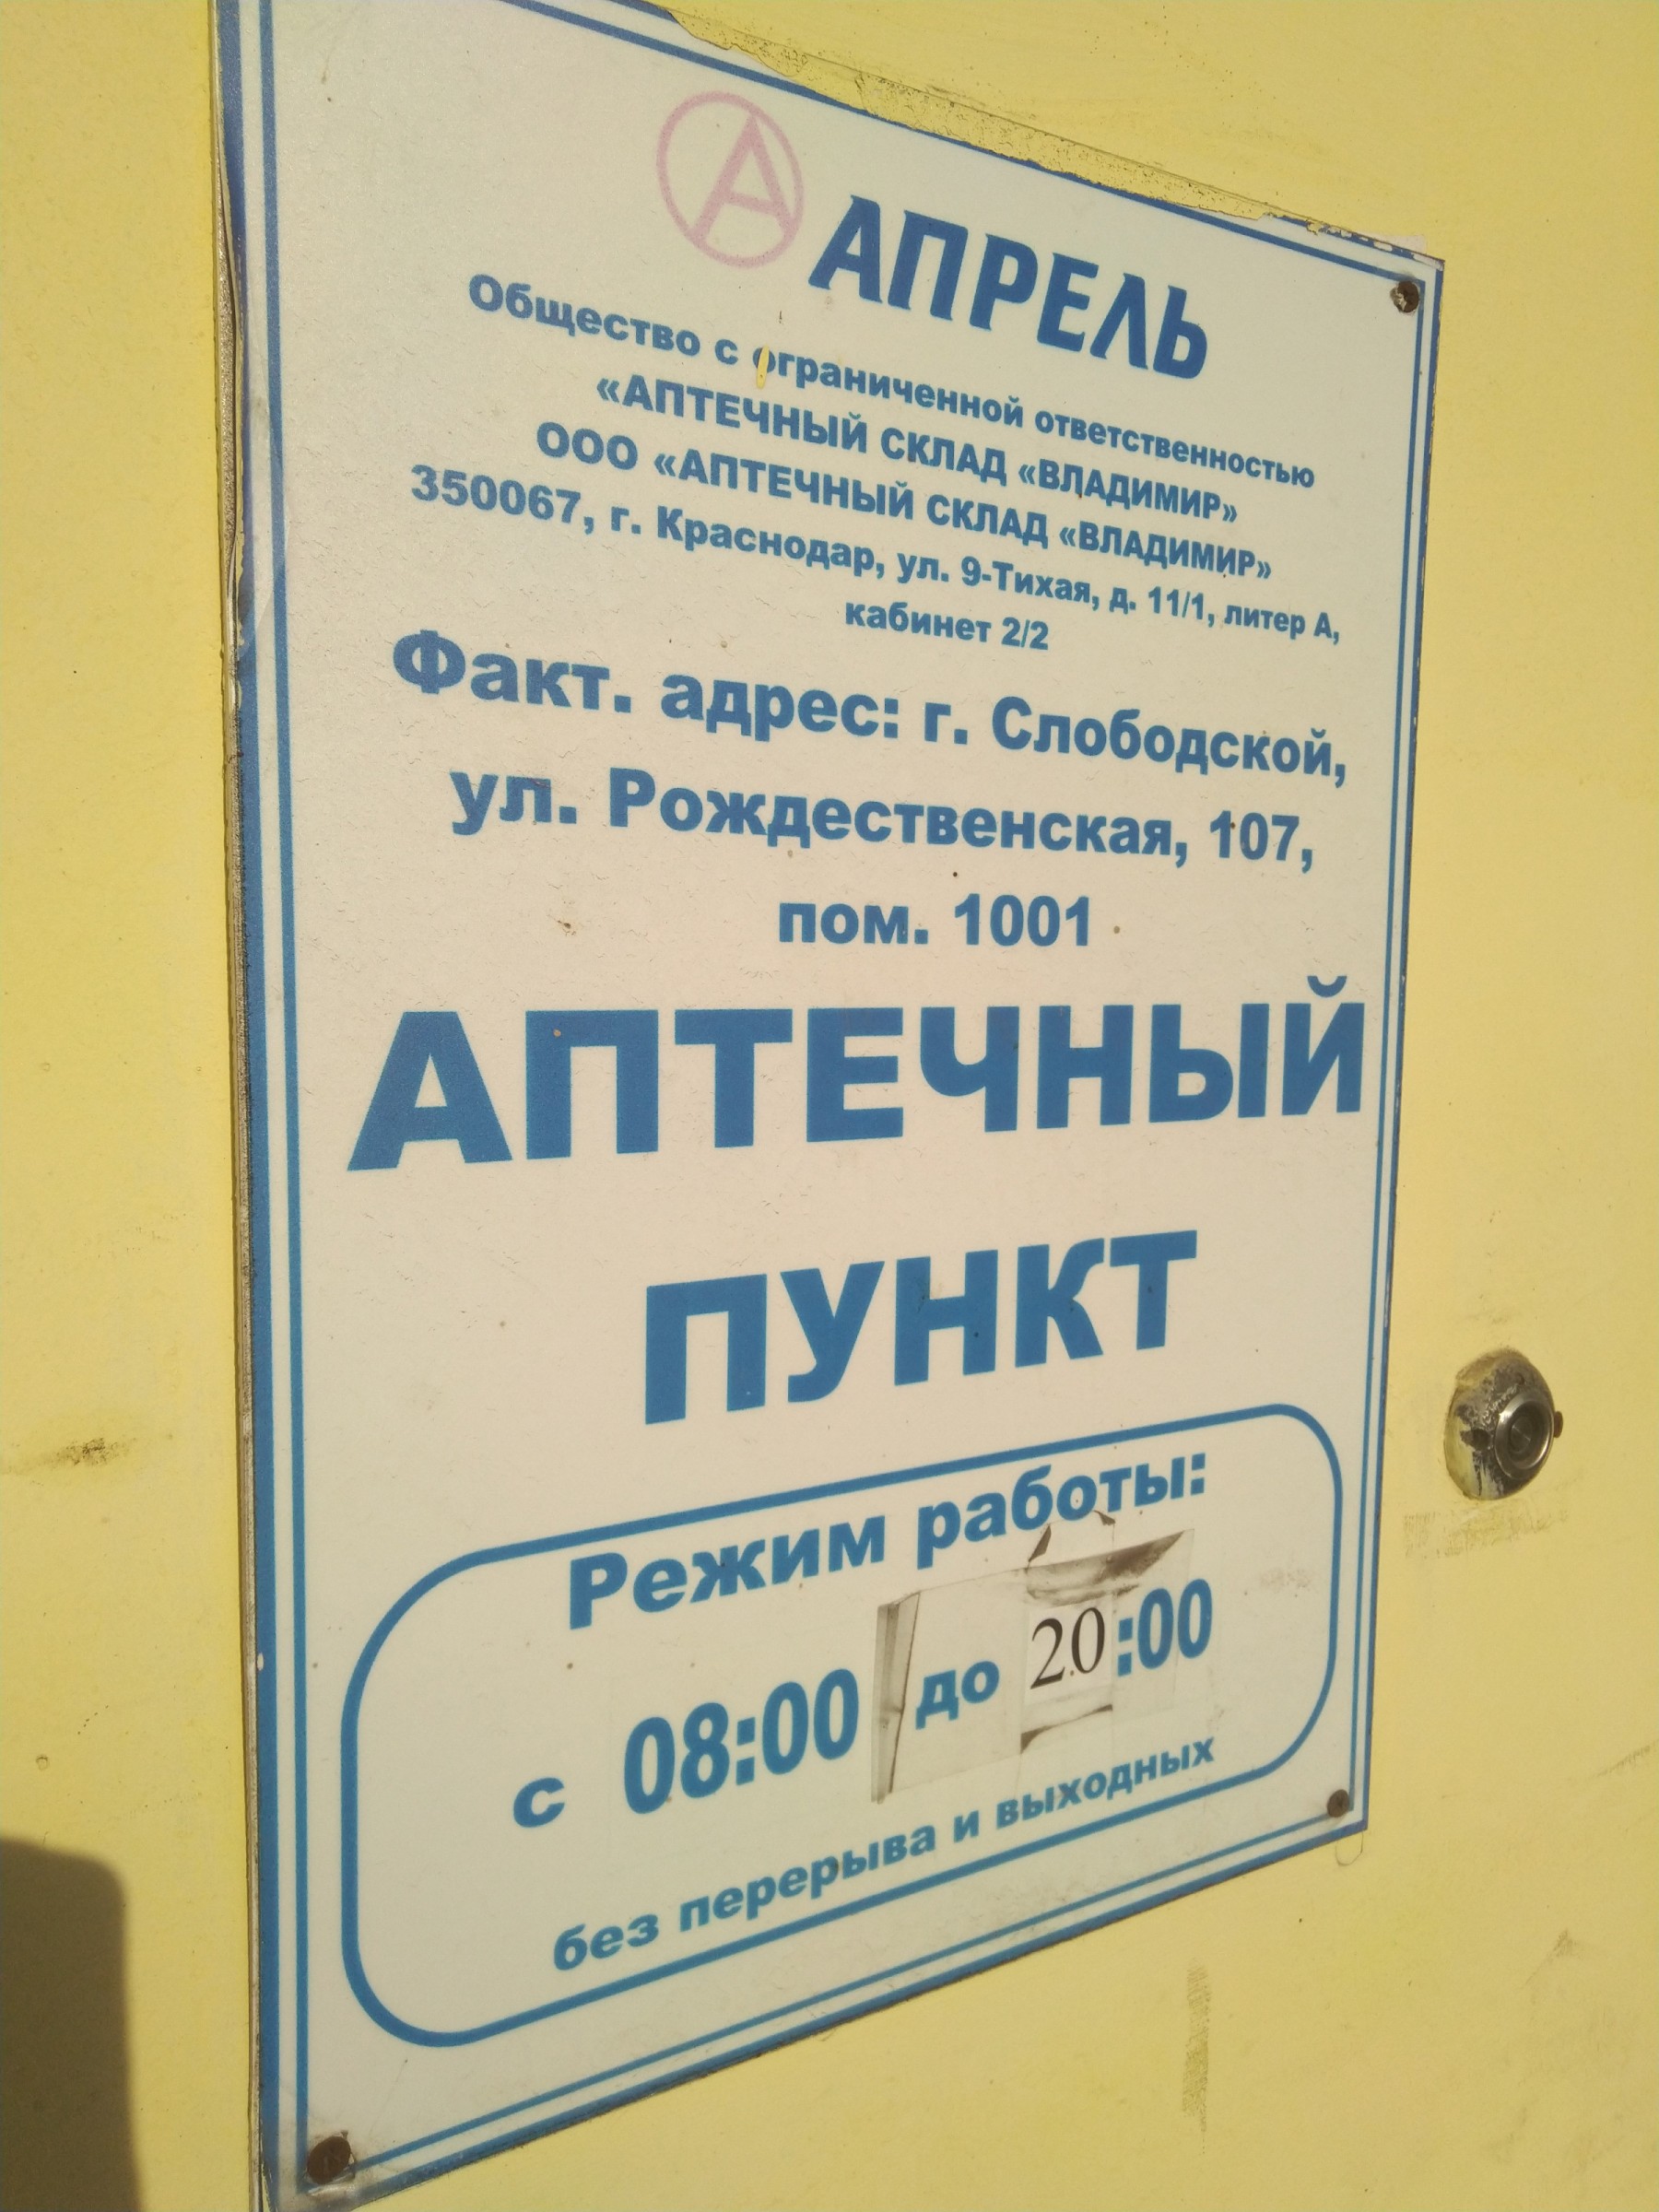 А АПРЕЛЬ
Общество с ограниченной ответственностью
«АПТЕЧНЫЙ СКЛАД «ВЛАДИМИР»
ООО «АПТЕЧНЫЙ СКЛАД «ВЛАДИМИР»
350067, г. Краснодар, ул. 9-Тихая, д. 11/1, литер А,
кабинет 2/2
Факт. адрес: г. Слободской,
ул. Рождественская, 107,
пом. 1001
АПТЕЧНЫЙ
ПУНКТ
Режим работы:
с 08:00 до 20:00
без перерыва и выходных